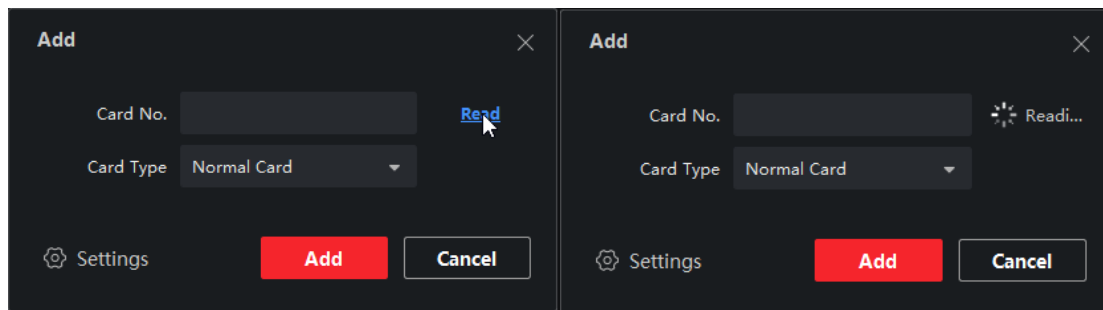 Add
Card No. Read
Card Type Normal Card
Settings Add Cancel
Add
Card No. Readi...
Card Type Normal Card
Settings Add Cancel